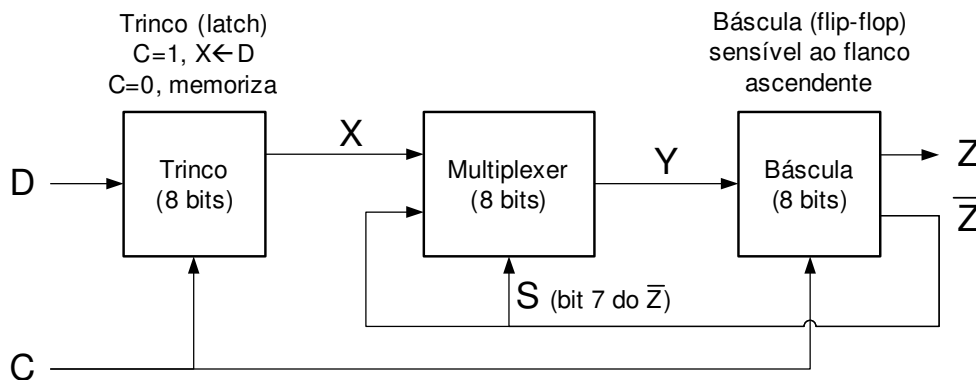 Trinco (latch)
C=1, X←D
C=0, memoriza
Báscula (flip-flop)
sensível ao flanco
ascendente
D
Trinco
(8 bits)
X
Multiplexer
(8 bits)
Y
Báscula
(8 bits)
Z
Z̅
S (bit 7 do Z̅)
C